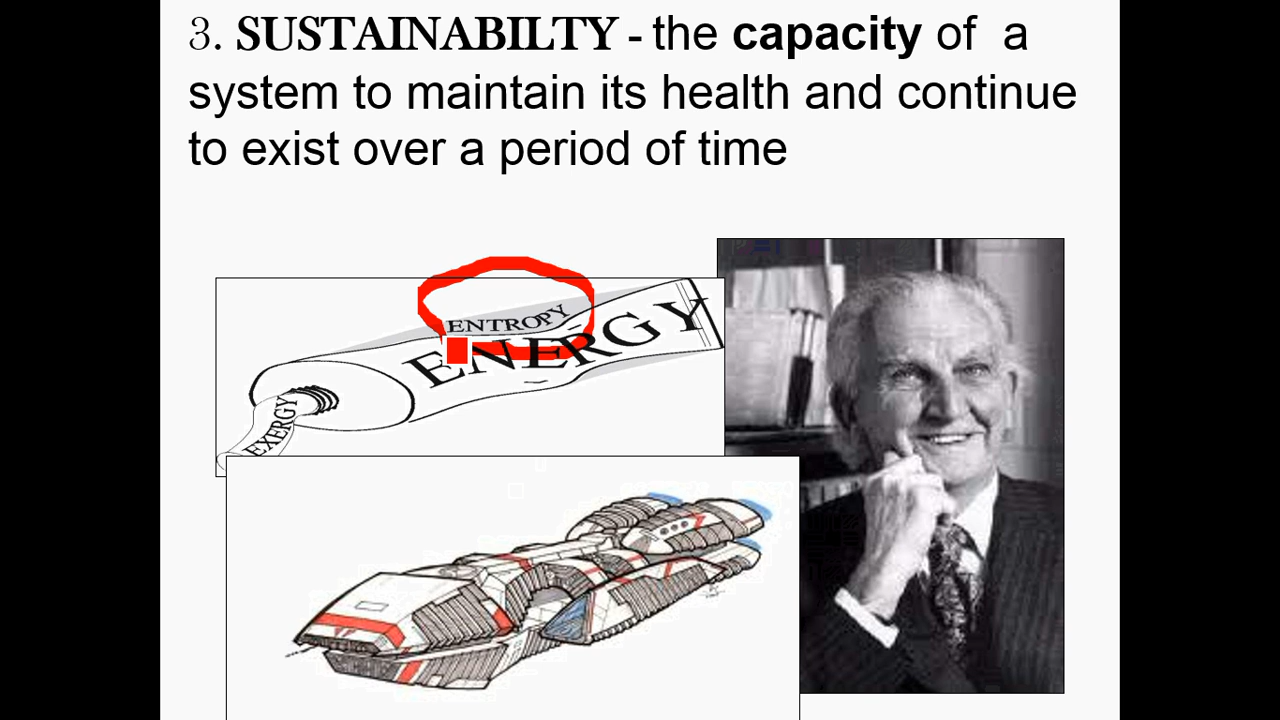 3. SUSTAINABILTY - the capacity of a
system to maintain its health and continue
to exist over a period of time
ENTROPY
ENERGY
EXERGY